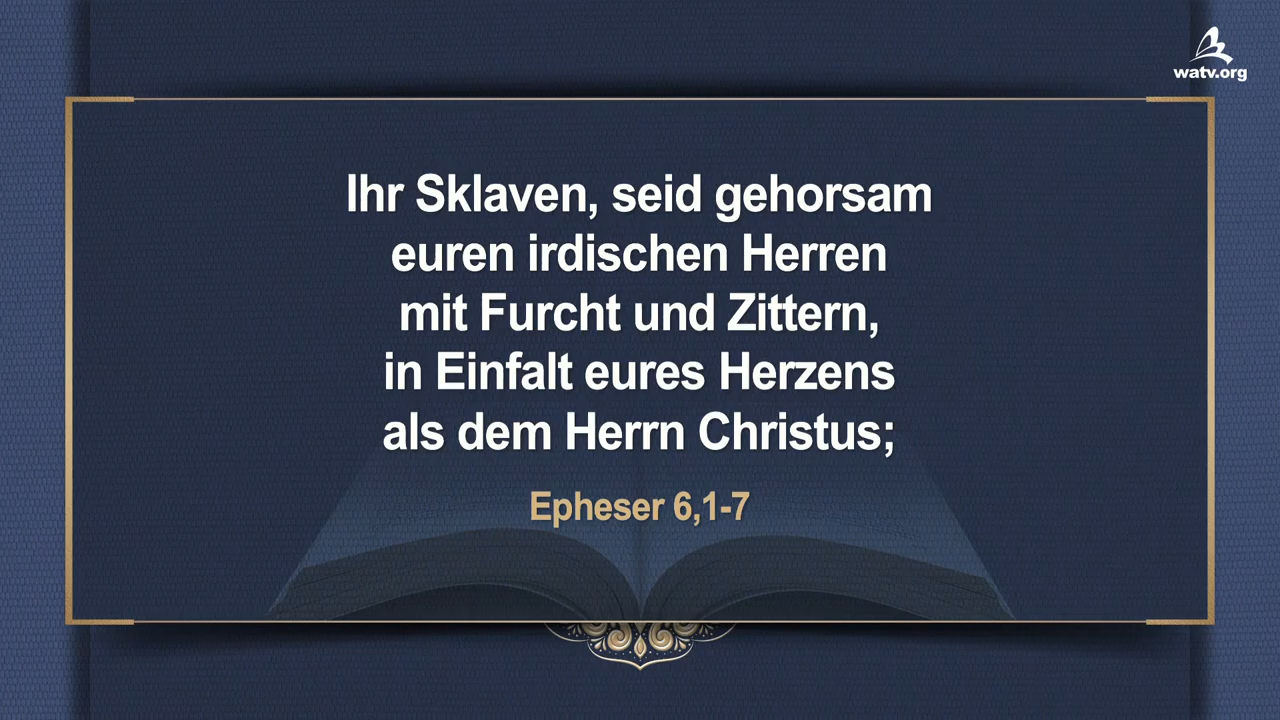 watv.org
Ihr Sklaven, seid gehorsam
euren irdischen Herren
mit Furcht und Zittern,
in Einfalt eures Herzens
als dem Herrn Christus;
Epheser 6,1-7